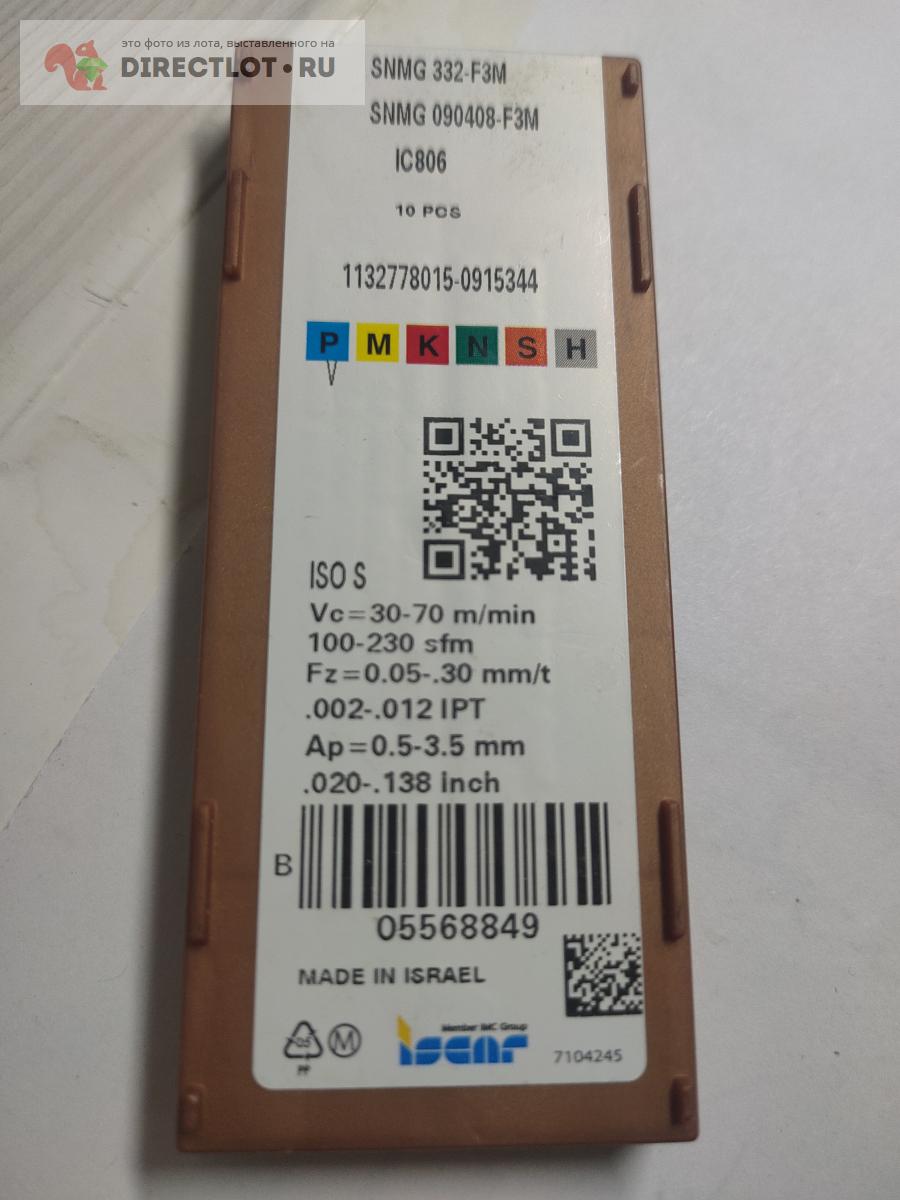 это фото из лота, выставленного на
DIRECTLOT•RU
SNMG 332-F3M
SNMG 090408-F3M
IC806
10 PCS
1132778015-0915344
P M K N S H
ISO S
Vc=30-70 m/min
100-230 sfm
Fz=0.05-.30 mm/t
.002-.012 IPT
Ap=0.5-3.5 mm
.020-.138 inch
B
05568849
MADE IN ISRAEL
05
PP
M
Member IMC Group
iscar
7104245